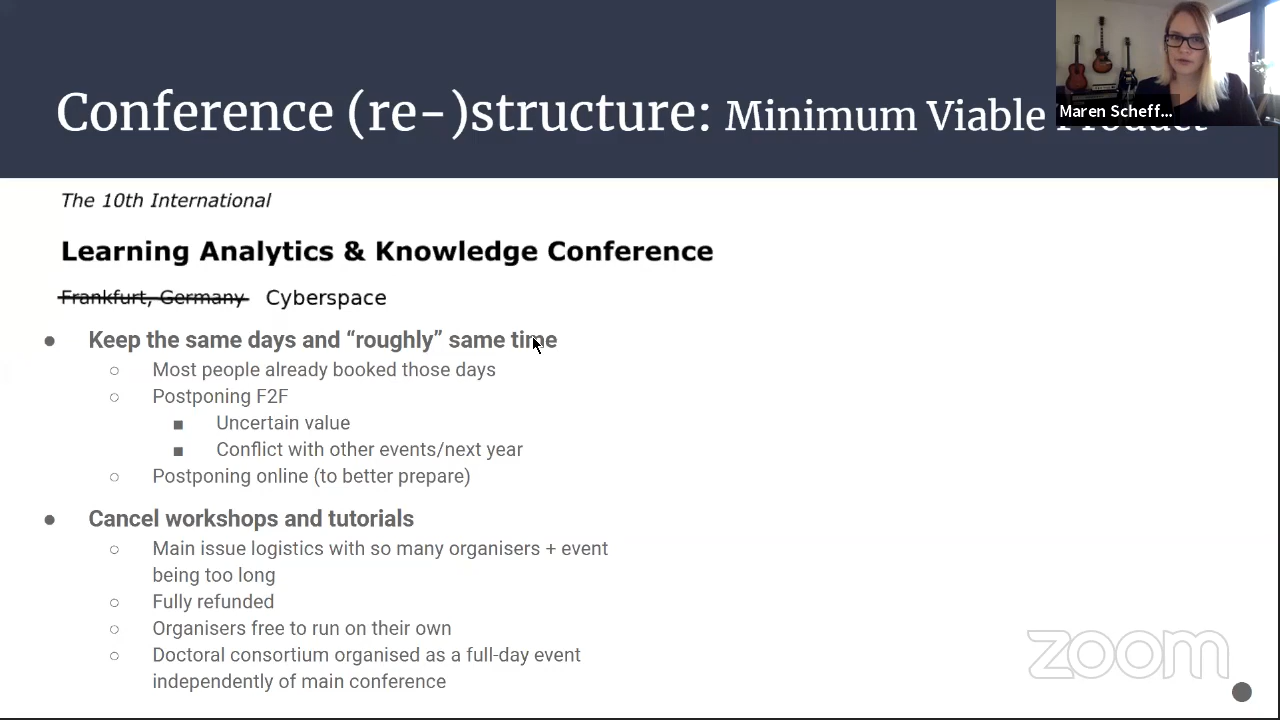 Conference (re-)structure: Minimum Viable Product
Maren Scheff...
The 10th International
Learning Analytics & Knowledge Conference
Frankfurt, Germany Cyberspace
● Keep the same days and “roughly” same time
○ Most people already booked those days
○ Postponing F2F
■ Uncertain value
■ Conflict with other events/next year
○ Postponing online (to better prepare)
● Cancel workshops and tutorials
○ Main issue logistics with so many organisers + event
being too long
○ Fully refunded
○ Organisers free to run on their own
○ Doctoral consortium organised as a full-day event
independently of main conference
zoom